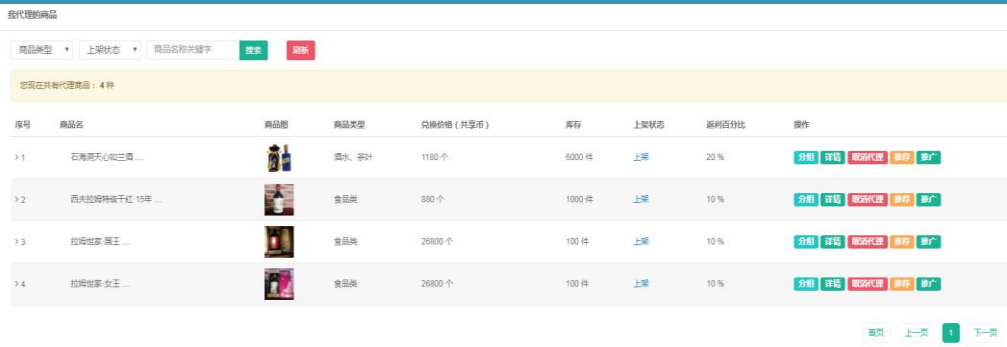 我代理的商品
商品类型 上架状态 商品名称关键字 搜索 刷新
您现在共有代理商品：4 种
序号 商品名 商品图 商品类型 兑换价格（共享币） 库存 上架状态 返利百分比 操作
> 1 石海洞天心如兰酒 .... 酒水、茶叶 1180 个 6000 件 上架 20 % 分组 详情 取消代理 推荐 推广
> 2 西夫拉姆特级干红 15年 .... 食品类 880 个 1000 件 上架 10 % 分组 详情 取消代理 推荐 推广
> 3 拉姆世家 国王 .... 食品类 26800 个 100 件 上架 10 % 分组 详情 取消代理 推荐 推广
> 4 拉姆世家 女王 .... 食品类 26800 个 100 件 上架 10 % 分组 详情 取消代理 推荐 推广
首页 上一页 1 下一页